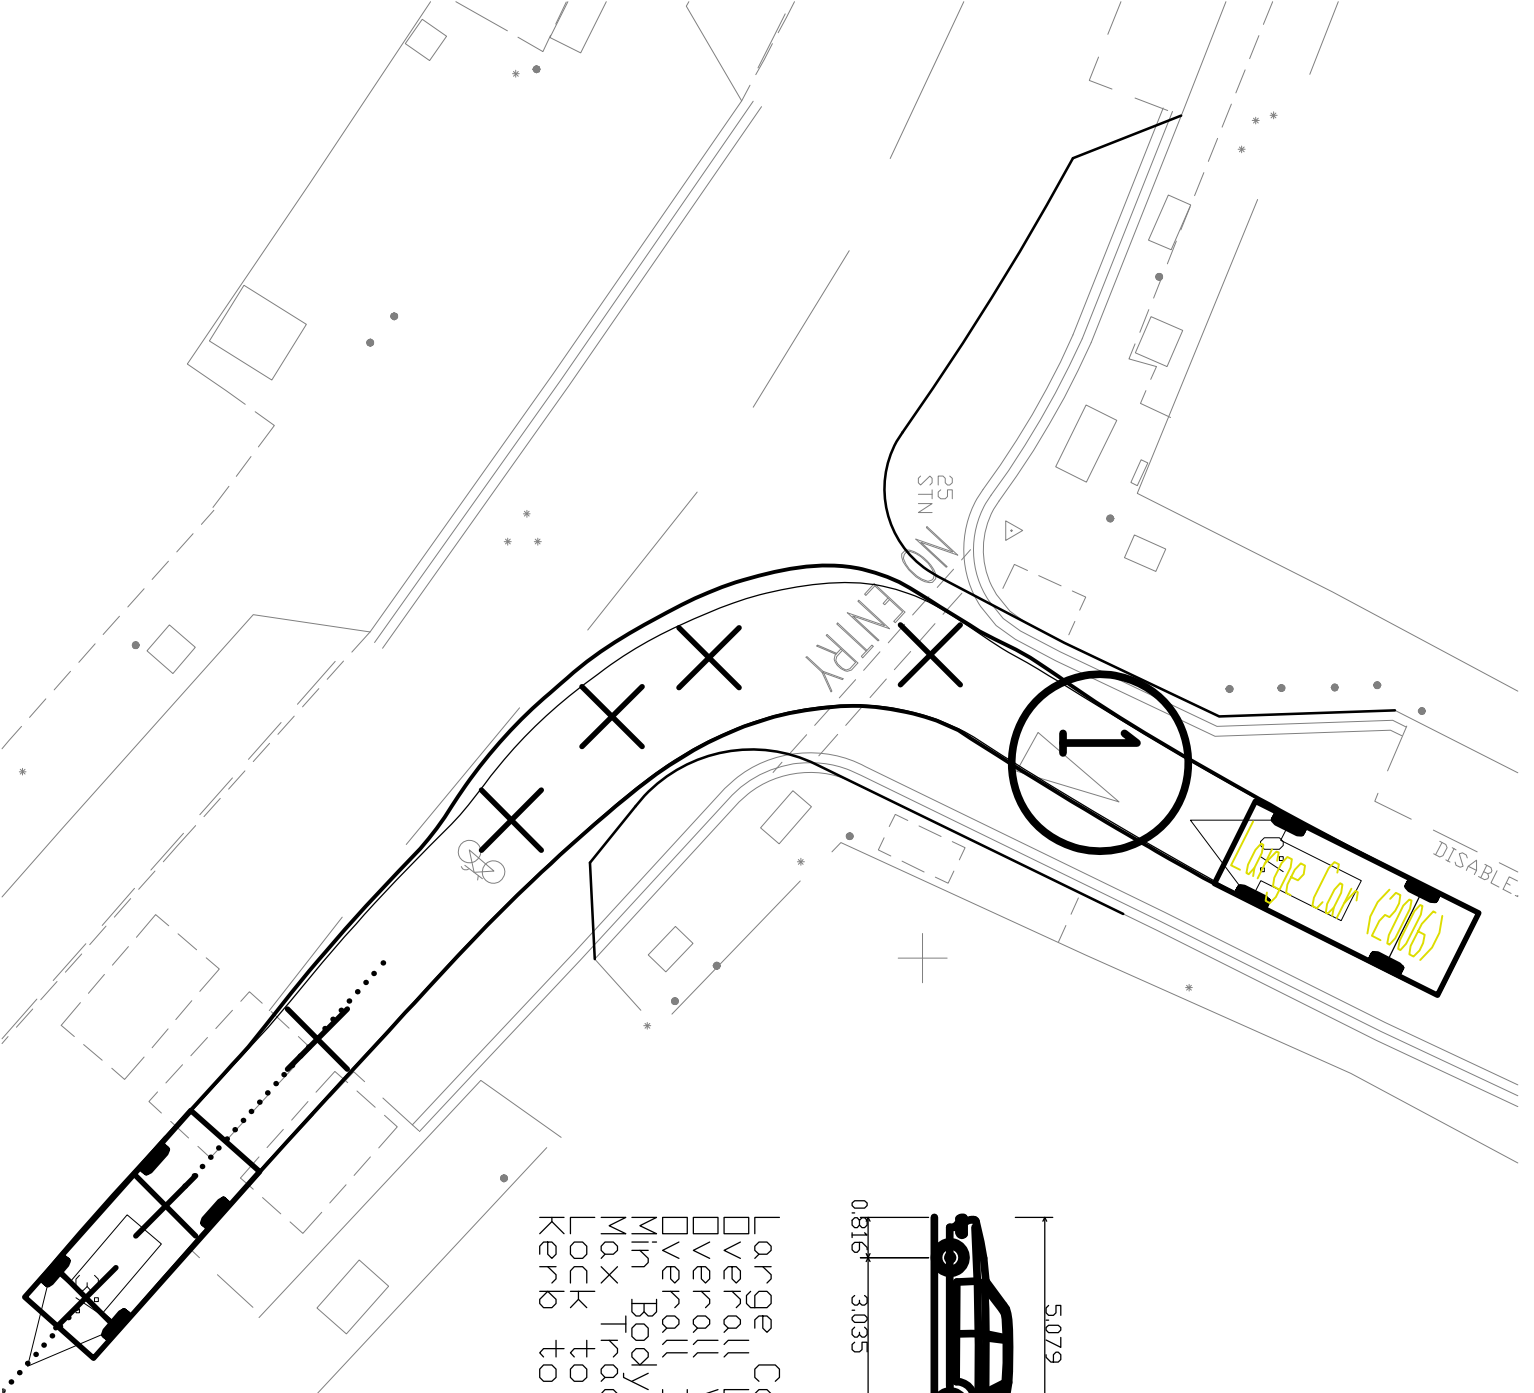 25
STN
NO
ENTRY
1
Large Car (2006)
DISABLE
0.816
3.035
5.079
Large Ca
Overall L
Overall
Overall
Min Body
Max Trac
Lock to
Kerb to